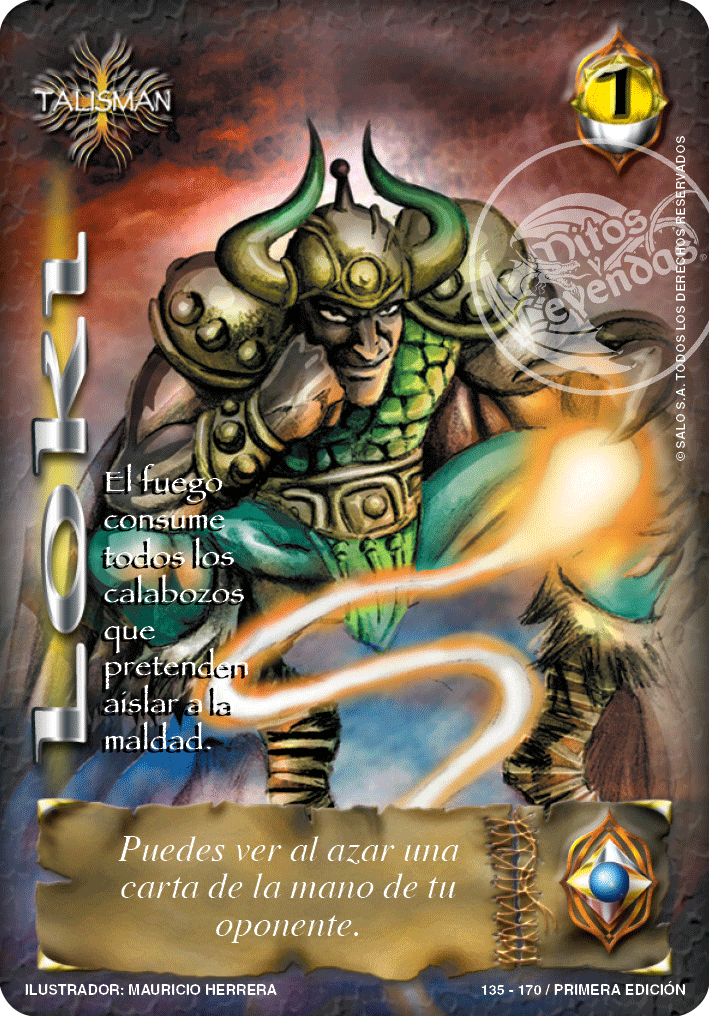 TALISMAN
1
Mitos
y
Leyendas
®
© SALO S.A. TODOS LOS DERECHOS RESERVADOS
LOKI
El fuego
consume
todos los
calabozos
que
pretenden
aislar a la
maldad.
Puedes ver al azar una
carta de la mano de tu
oponente.
ILUSTRADOR: MAURICIO HERRERA
135 - 170 / PRIMERA EDICIÓN